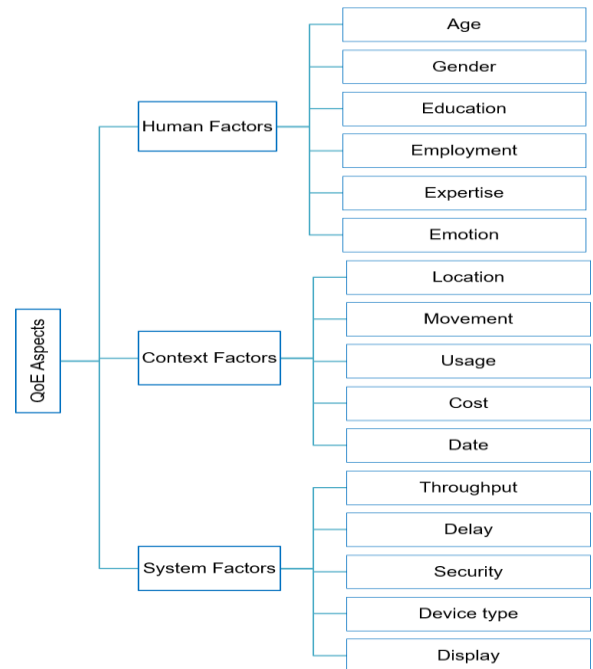 QoE Aspects
Human Factors
Age
Gender
Education
Employment
Expertise
Emotion
Context Factors
Location
Movement
Usage
Cost
Date
System Factors
Throughput
Delay
Security
Device type
Display